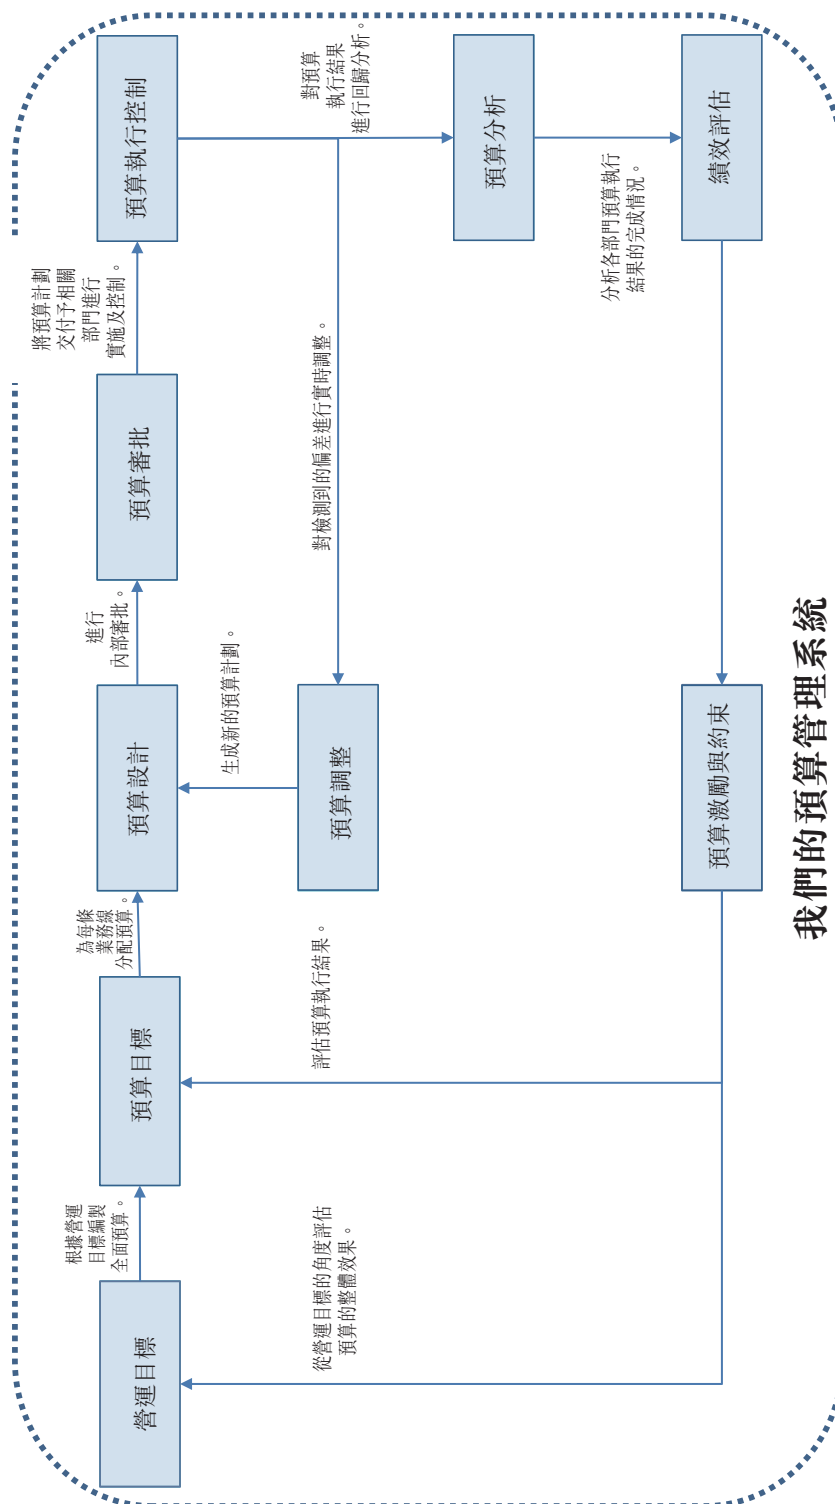 我們的預算管理系統
營運目標
根據營運
目標編製
全面預算。
預算目標
為每條
業務線
分配預算。
預算設計
進行
內部審批。
預算審批
將預算計劃
交付予相關
部門進行
實施及控制。
預算執行控制
生成新的預算計劃。
預算調整
對檢測到的偏差進行實時調整。
對預算
執行結果
進行回歸分析。
預算分析
分析各部門預算執行
結果的完成情況。
績效評估
預算激勵與約束
評估預算執行結果。
從營運目標的角度評估
預算的整體效果。